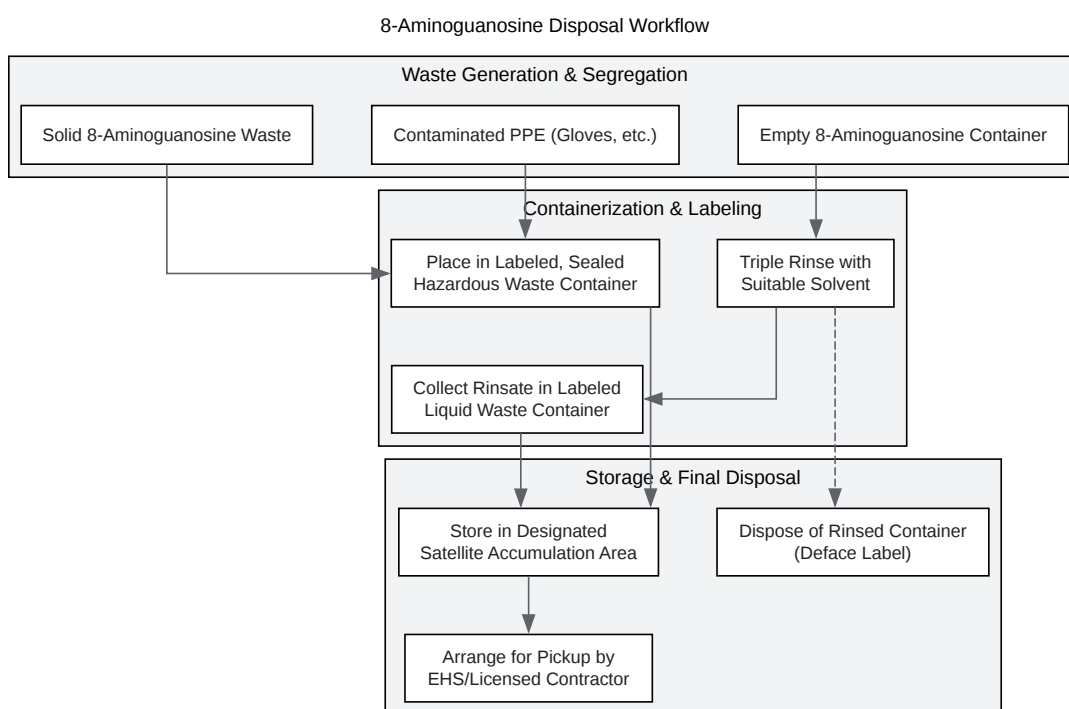 8-Aminoguanosine Disposal Workflow
Waste Generation & Segregation
Solid 8-Aminoguanosine Waste
Contaminated PPE (Gloves, etc.)
Empty 8-Aminoguanosine Container
Containerization & Labeling
Place in Labeled, Sealed
Hazardous Waste Container
Triple Rinse with
Suitable Solvent
Collect Rinsate in Labeled
Liquid Waste Container
Storage & Final Disposal
Store in Designated
Satellite Accumulation Area
Dispose of Rinsed Container
(Deface Label)
Arrange for Pickup by
EHS/Licensed Contractor